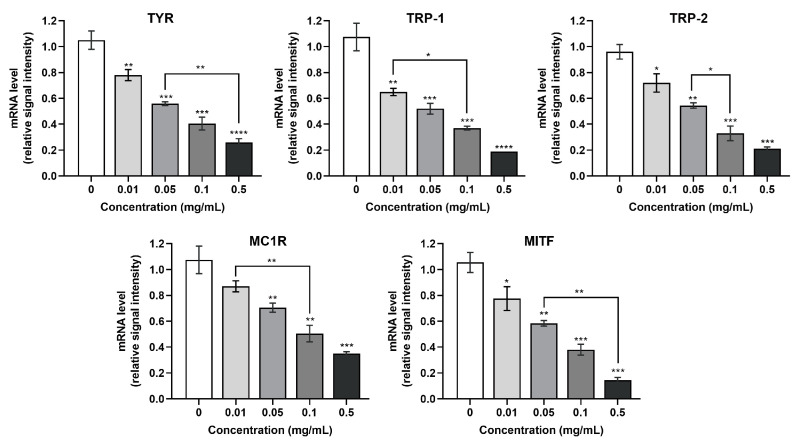 TYR
mRNA level
(relative signal intensity)
1.2
1.0
0.8
0.6
0.4
0.2
0.0
**
***
***
****
**
0 0.01 0.05 0.1 0.5
Concentration (mg/mL)
TRP-1
mRNA level
(relative signal intensity)
1.2
1.0
0.8
0.6
0.4
0.2
0.0
**
***
***
****
*
0 0.01 0.05 0.1 0.5
Concentration (mg/mL)
TRP-2
mRNA level
(relative signal intensity)
1.2
1.0
0.8
0.6
0.4
0.2
0.0
*
**
***
***
*
0 0.01 0.05 0.1 0.5
Concentration (mg/mL)
MC1R
mRNA level
(relative signal intensity)
1.2
1.0
0.8
0.6
0.4
0.2
0.0
**
**
***
**
0 0.01 0.05 0.1 0.5
Concentration (mg/mL)
MITF
mRNA level
(relative signal intensity)
1.2
1.0
0.8
0.6
0.4
0.2
0.0
*
**
***
***
**
0 0.01 0.05 0.1 0.5
Concentration (mg/mL)